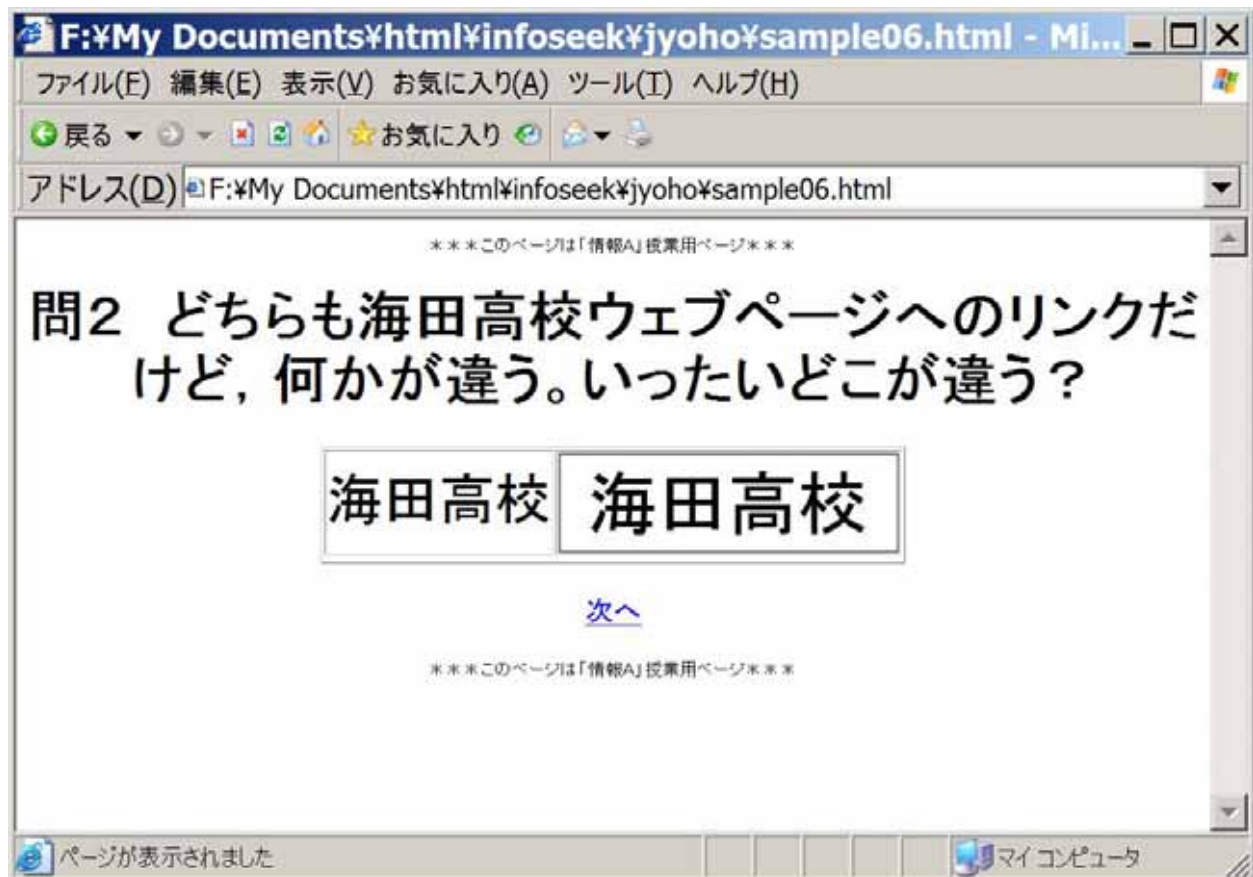 F:¥My Documents¥html¥infoseek¥jyoho¥sample06.html - Mi...
ファイル(F) 編集(E) 表示(V) お気に入り(A) ツール(T) ヘルプ(H)
戻る お気に入り
アドレス(D) F:¥My Documents¥html¥infoseek¥jyoho¥sample06.html
***このページは「情報A」授業用ページ***
問2 どちらも海田高校ウェブページへのリンクだ
けど,何かが違う。いったいどこが違う?
海田高校 海田高校
次へ
***このページは「情報A」授業用ページ***
ページが表示されました マイ コンピュータ